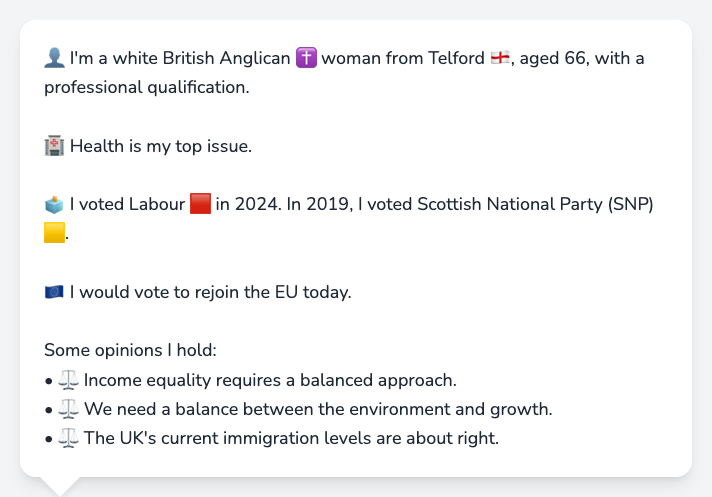 👤 I'm a white British Anglican ✝️ woman from Telford 🏴󠁧󠁢󠁥󠁮󠁧󠁿, aged 66, with a
professional qualification.
🏥 Health is my top issue.
🗳️ I voted Labour 🟥 in 2024. In 2019, I voted Scottish National Party (SNP)
🟨.
🇪🇺 I would vote to rejoin the EU today.
Some opinions I hold:
• ⚖️ Income equality requires a balanced approach.
• ⚖️ We need a balance between the environment and growth.
• ⚖️ The UK's current immigration levels are about right.